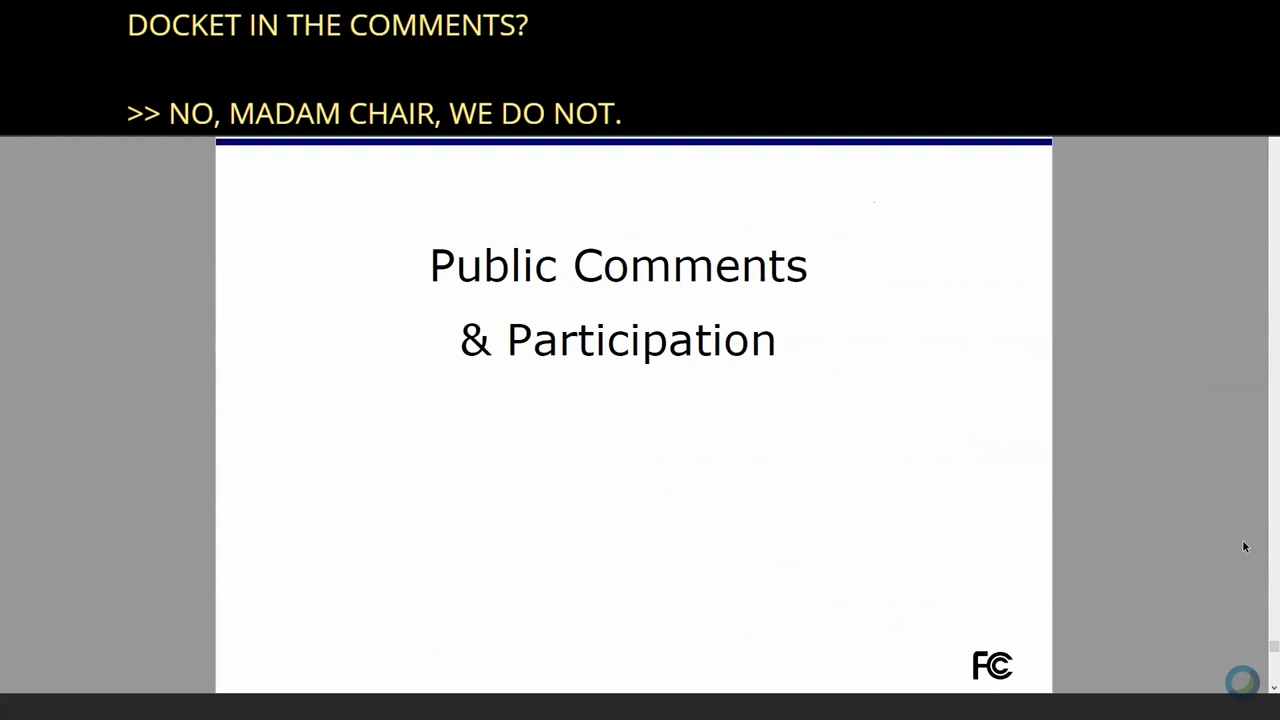 DOCKET IN THE COMMENTS?
>> NO, MADAM CHAIR, WE DO NOT.
Public Comments
& Participation
FCC